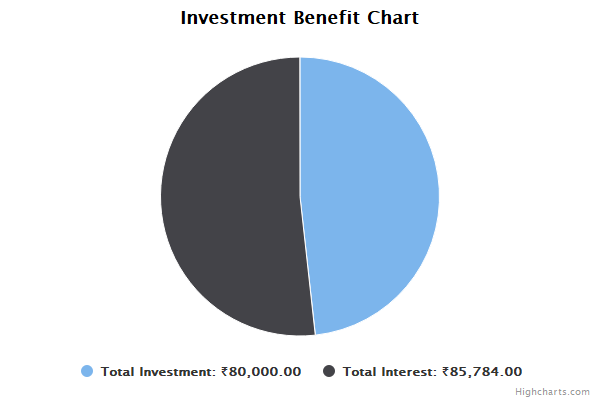 Investment Benefit Chart
Total Investment: ₹80,000.00 Total Interest: ₹85,784.00
Highcharts.com